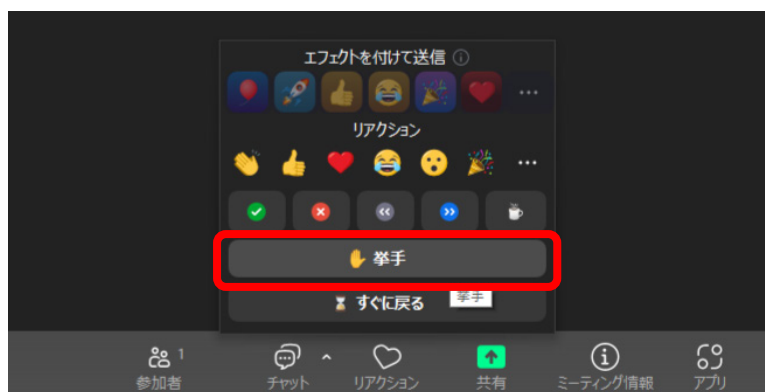 エフェクトを付けて送信
リアクション
挙手
すぐに戻る
挙手
1
参加者
チャット
リアクション
共有
ミーティング情報
アプリ